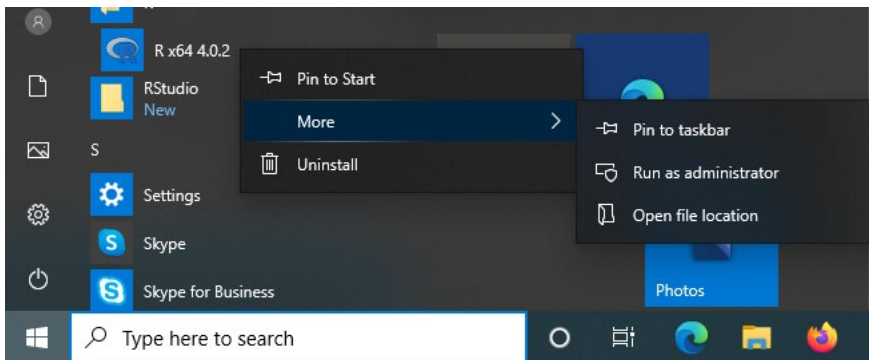 R x64 4.0.2
RStudio
New
S
Settings
Skype
Skype for Business
Pin to Start
More
Uninstall
Pin to taskbar
Run as administrator
Open file location
Photos
Type here to search